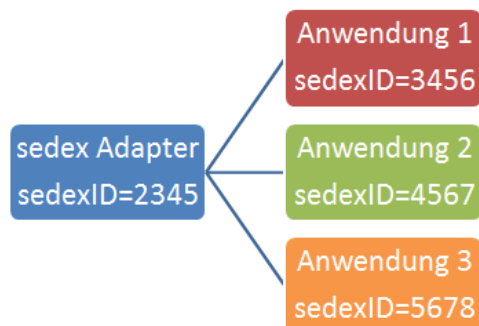 Anwendung 1
sedexID=3456
sedex Adapter
sedexID=2345
Anwendung 2
sedexID=4567
Anwendung 3
sedexID=5678